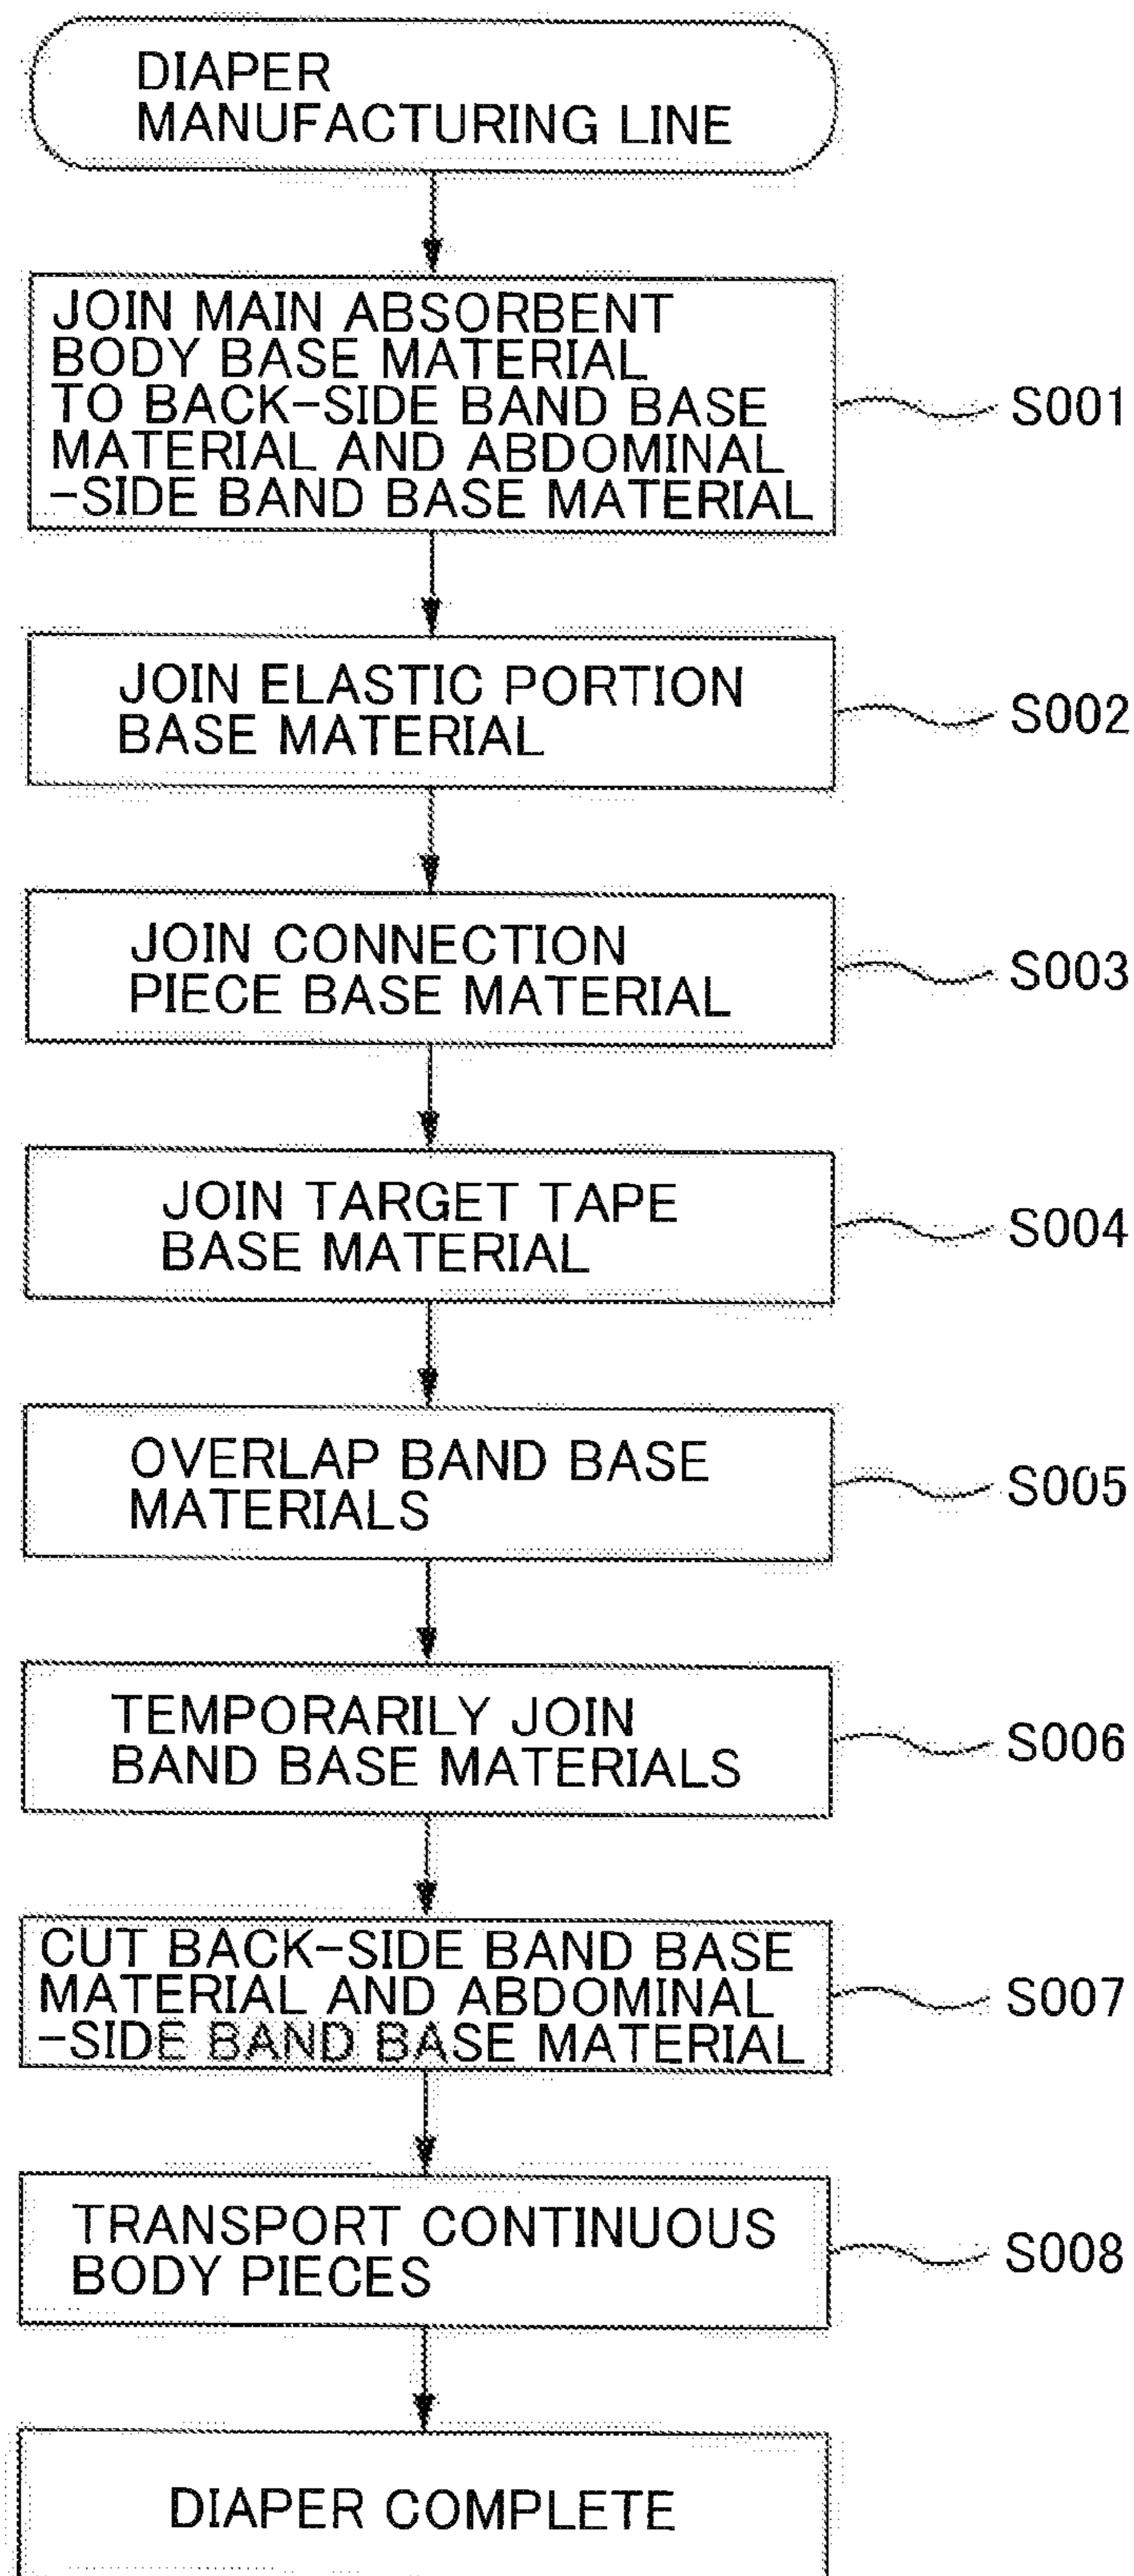 DIAPER
MANUFACTURING LINE
JOIN MAIN ABSORBENT
BODY BASE MATERIAL
TO BACK-SIDE BAND BASE
MATERIAL AND ABDOMINAL
-SIDE BAND BASE MATERIAL
S001
JOIN ELASTIC PORTION
BASE MATERIAL
S002
JOIN CONNECTION
PIECE BASE MATERIAL
S003
JOIN TARGET TAPE
BASE MATERIAL
S004
OVERLAP BAND BASE
MATERIALS
S005
TEMPORARILY JOIN
BAND BASE MATERIALS
S006
CUT BACK-SIDE BAND BASE
MATERIAL AND ABDOMINAL
-SIDE BAND BASE MATERIAL
S007
TRANSPORT CONTINUOUS
BODY PIECES
S008
DIAPER COMPLETE